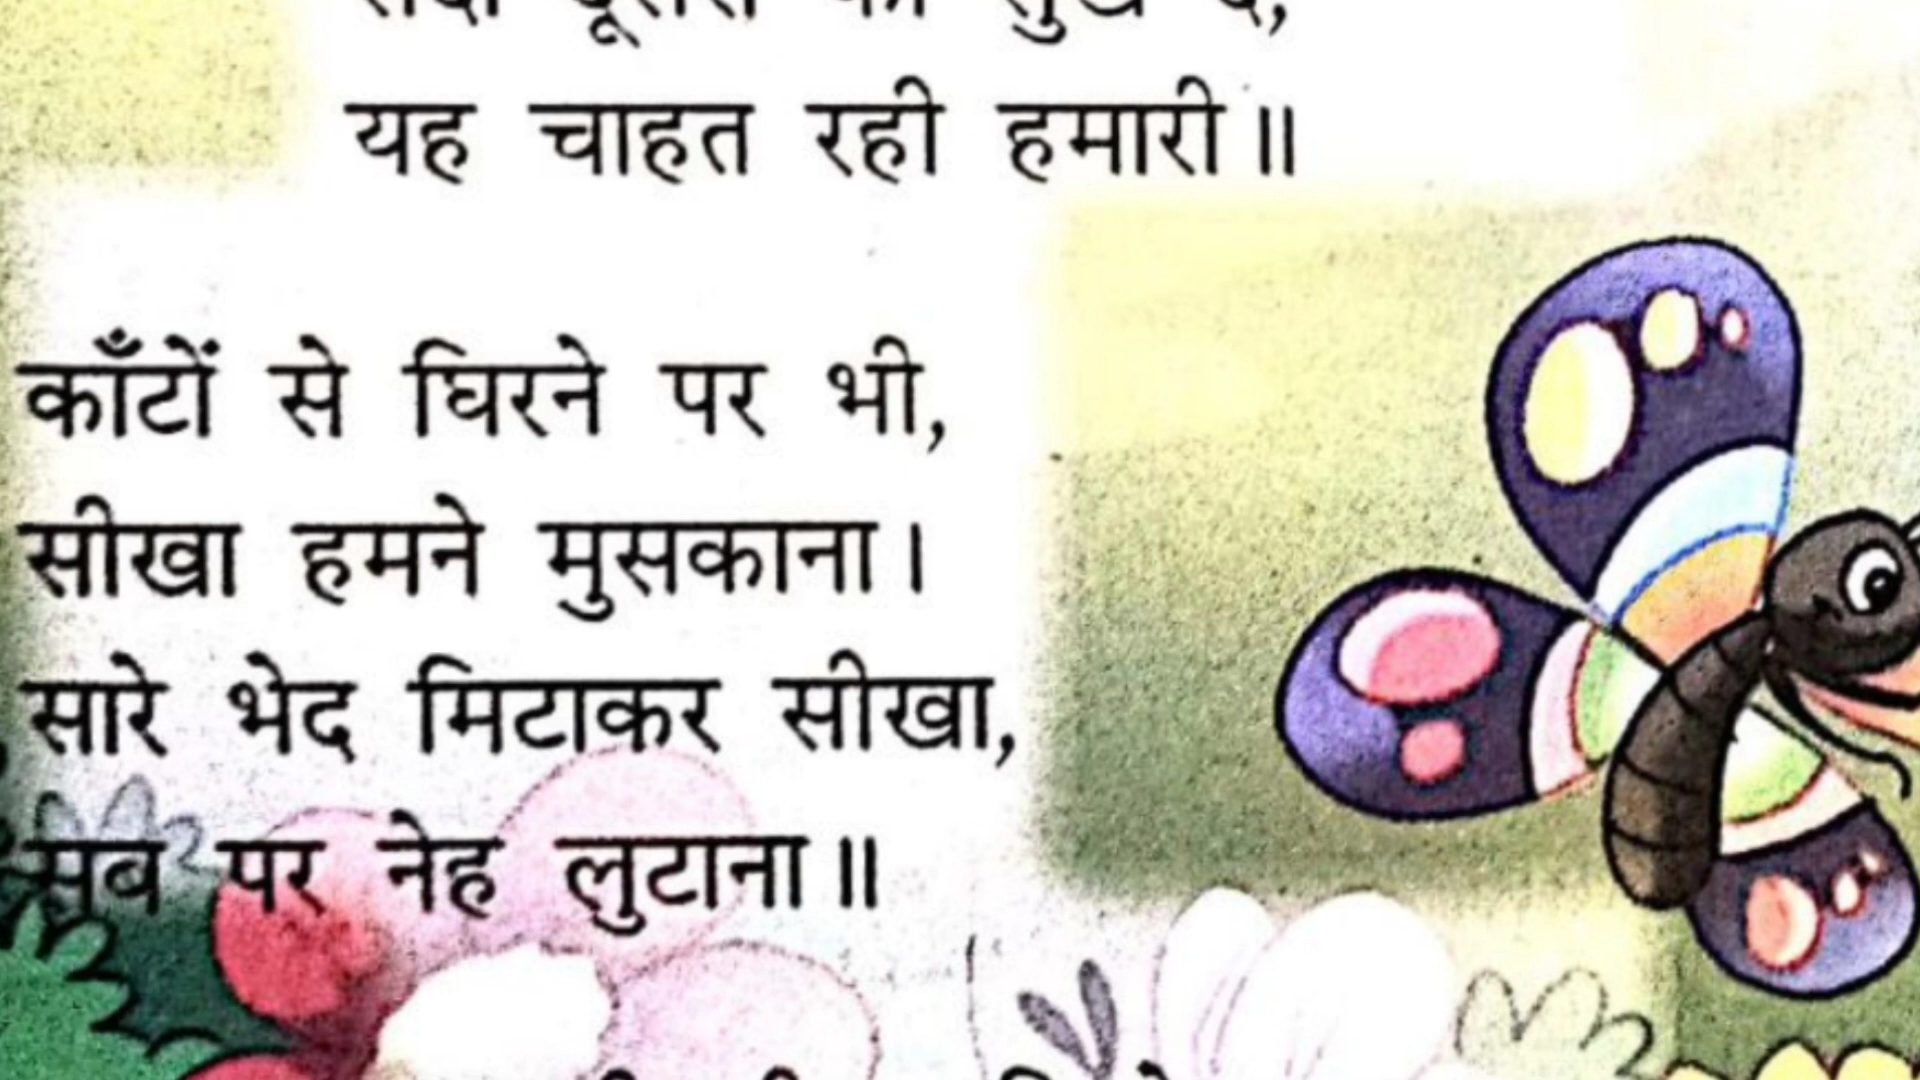 यह चाहत रही हमारी॥
काँटों से घिरने पर भी,
सीखा हमने मुसकाना।
सारे भेद मिटाकर सीखा,
सब पर नेह लुटाना॥